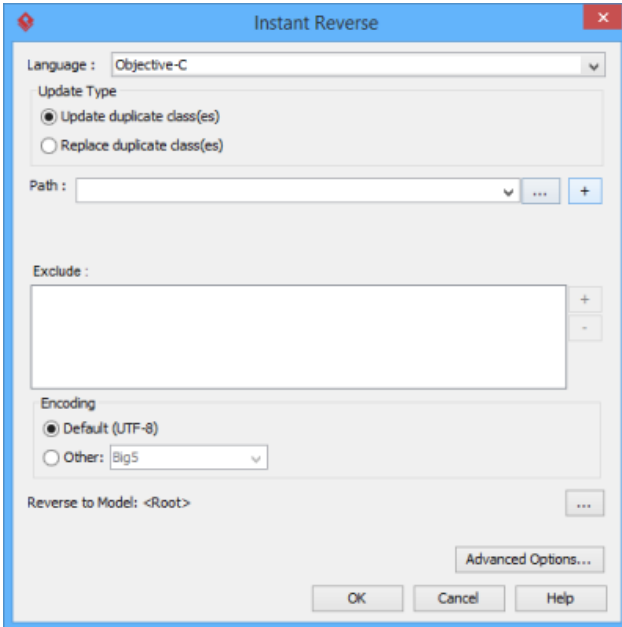 Instant Reverse
Language : Objective-C
Update Type
Update duplicate class(es)
Replace duplicate class(es)
Path : ... +
Exclude :
+
-
Encoding
Default (UTF-8)
Other: Big5
Reverse to Model: <Root> ...
Advanced Options...
OK Cancel Help